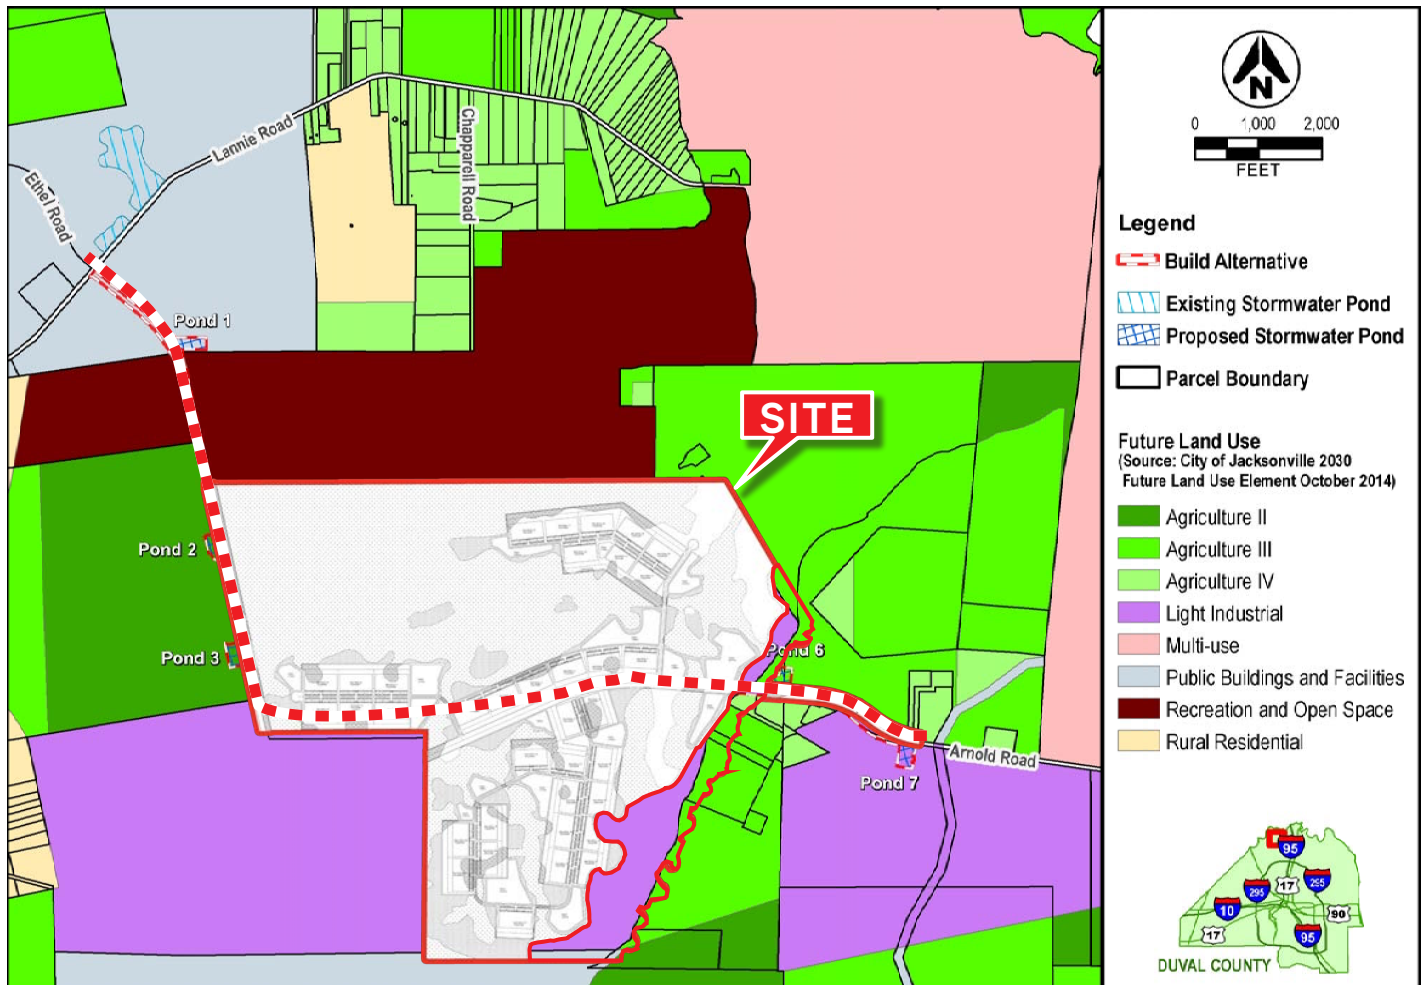 Lannie Road
Ethel Road
Chapparell Road
Pond 1
SITE
Pond 2
Pond 3
Pond 6
Arnold Road
Pond 7
N
0 1,000 2,000
FEET
Legend
Build Alternative
Existing Stormwater Pond
Proposed Stormwater Pond
Parcel Boundary
Future Land Use
(Source: City of Jacksonville 2030
Future Land Use Element October 2014)
Agriculture II
Agriculture III
Agriculture IV
Light Industrial
Multi-use
Public Buildings and Facilities
Recreation and Open Space
Rural Residential
95
295 17 295
10 90
17 95
DUVAL COUNTY